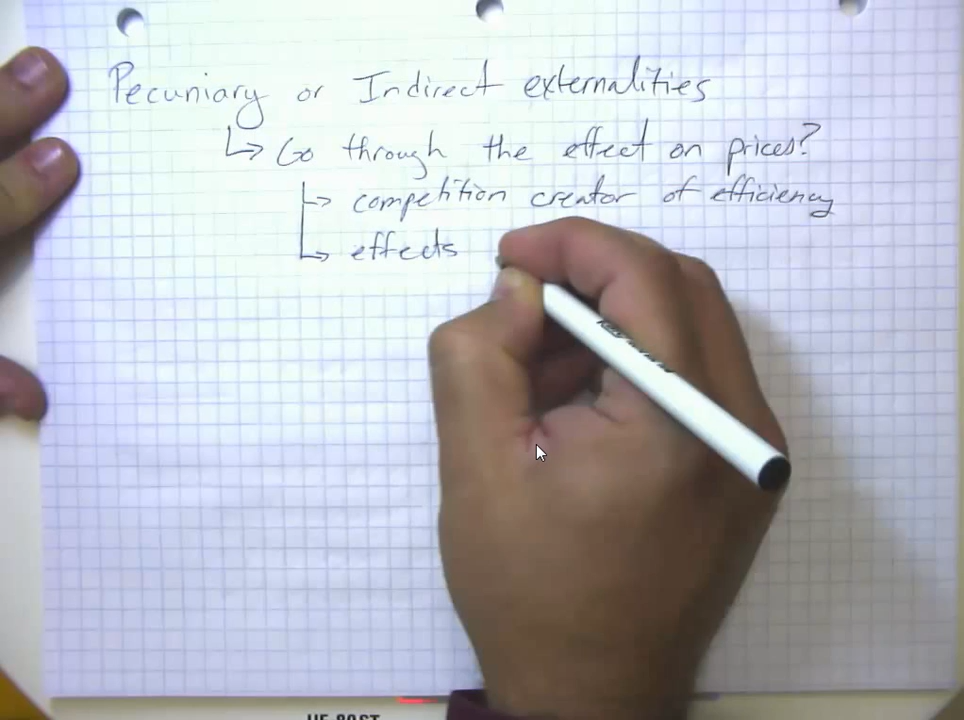 Pecuniary or Indirect externalities
↳ Go through the effect on prices?
↳ competition creator of efficiency
↳ effects